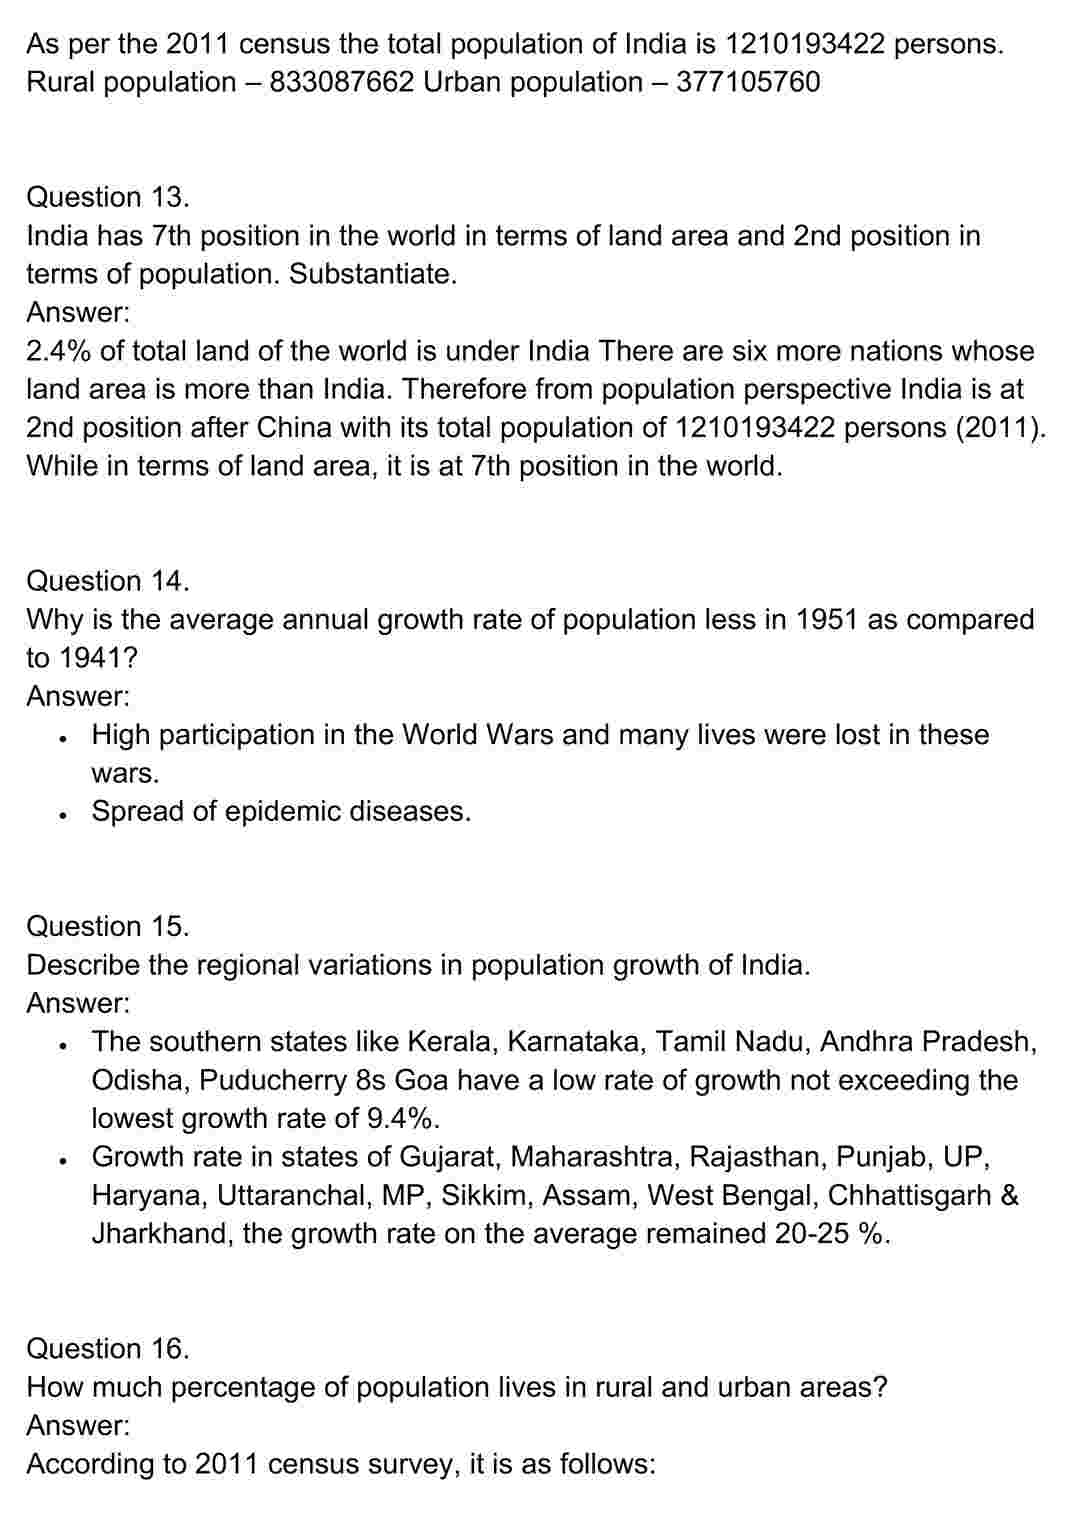 As per the 2011 census the total population of India is 1210193422 persons.
Rural population – 833087662 Urban population – 377105760
Question 13.
India has 7th position in the world in terms of land area and 2nd position in
terms of population. Substantiate.
Answer:
2.4% of total land of the world is under India There are six more nations whose
land area is more than India. Therefore from population perspective India is at
2nd position after China with its total population of 1210193422 persons (2011).
While in terms of land area, it is at 7th position in the world.
Question 14.
Why is the average annual growth rate of population less in 1951 as compared
to 1941?
Answer:
• High participation in the World Wars and many lives were lost in these
wars.
• Spread of epidemic diseases.
Question 15.
Describe the regional variations in population growth of India.
Answer:
• The southern states like Kerala, Karnataka, Tamil Nadu, Andhra Pradesh,
Odisha, Puducherry 8s Goa have a low rate of growth not exceeding the
lowest growth rate of 9.4%.
• Growth rate in states of Gujarat, Maharashtra, Rajasthan, Punjab, UP,
Haryana, Uttaranchal, MP, Sikkim, Assam, West Bengal, Chhattisgarh &
Jharkhand, the growth rate on the average remained 20-25 %.
Question 16.
How much percentage of population lives in rural and urban areas?
Answer:
According to 2011 census survey, it is as follows: